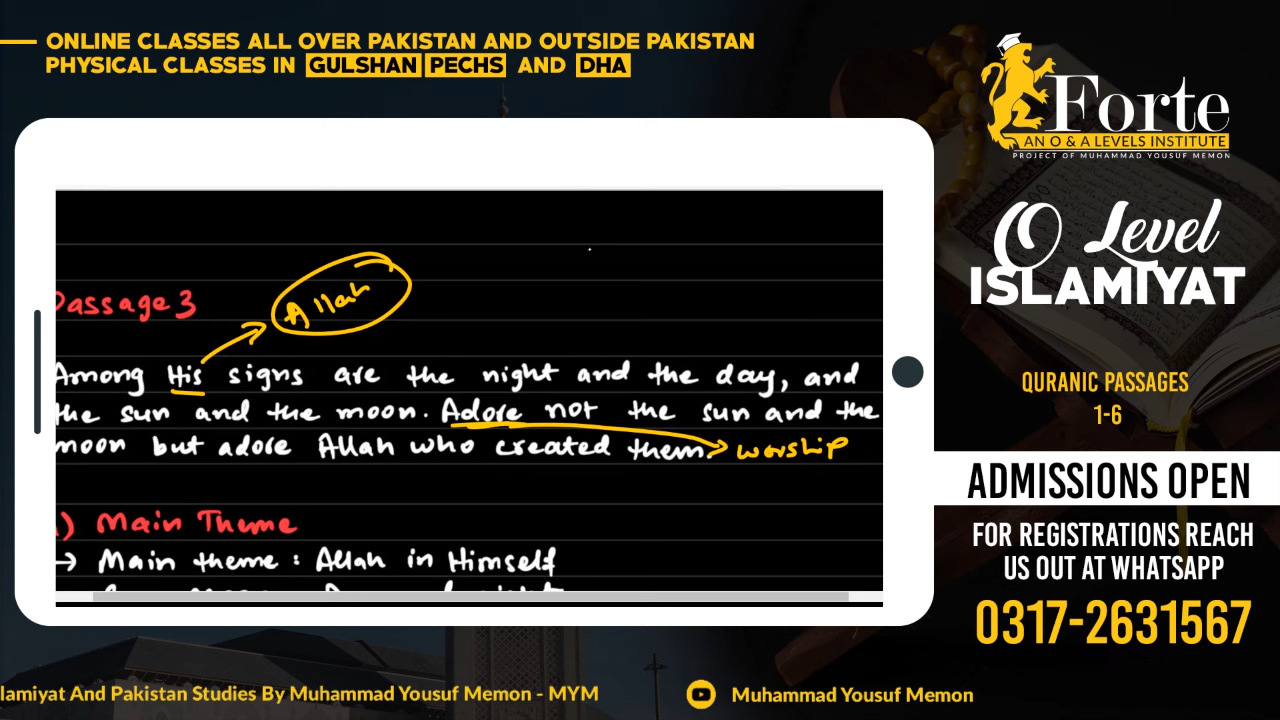 ONLINE CLASSES ALL OVER PAKISTAN AND OUTSIDE PAKISTAN
PHYSICAL CLASSES IN GULSHAN PECHS AND DHA
Forte
AN O & A LEVELS INSTITUTE
PROJECT OF MUHAMMAD YOUSUF MEMON
O Level
ISLAMIYAT
QURANIC PASSAGES
1-6
ADMISSIONS OPEN
FOR REGISTRATIONS REACH
US OUT AT WHATSAPP
0317-2631567
Passage 3
Allah
Among His signs are the night and the day, and
the sun and the moon. Adore not the sun and the
moon but adore Allah who created them.
worship
1) Main Theme
→ Main theme : Allah in Himself
lamiyat And Pakistan Studies By Muhammad Yousuf Memon - MYM
Muhammad Yousuf Memon